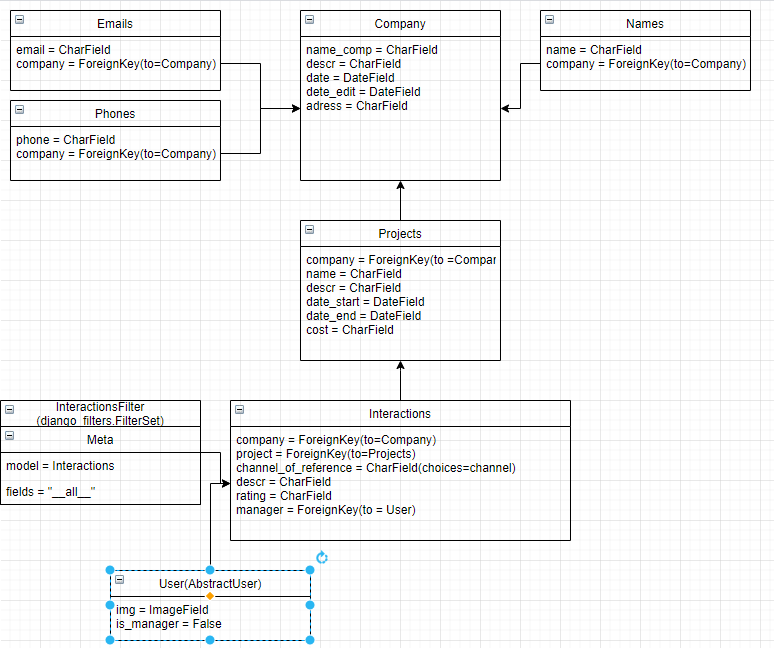 Emails
email = CharField
company = ForeignKey(to=Company)
Phones
phone = CharField
company = ForeignKey(to=Company)
Company
name_comp = CharField
descr = CharField
date = DateField
dete_edit = DateField
adress = CharField
Names
name = CharField
company = ForeignKey(to=Company)
Projects
company = ForeignKey(to =Compar
name = CharField
descr = CharField
date_start = DateField
date_end = DateField
cost = CharField
InteractionsFilter
(django_filters.FilterSet)
Meta
model = Interactions
fields = "__all__"
Interactions
company = ForeignKey(to=Company)
project = ForeignKey(to=Projects)
channel_of_reference = CharField(choices=channel)
descr = CharField
rating = CharField
manager = ForeignKey(to = User)
User(AbstractUser)
img = ImageField
is_manager = False